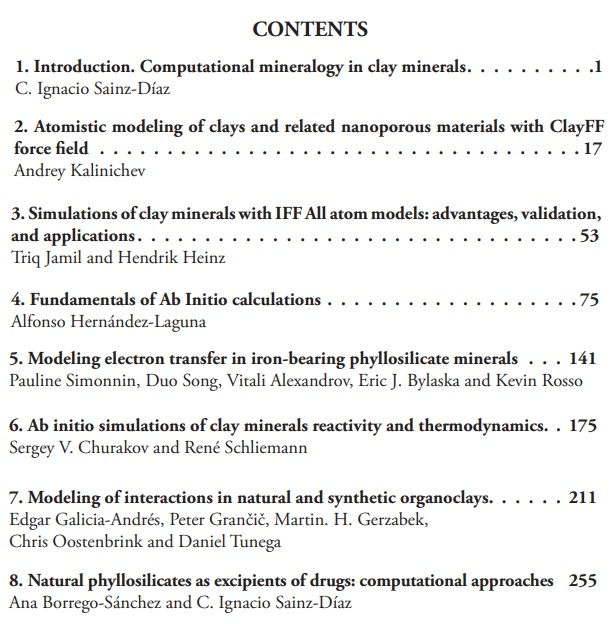 CONTENTS
1. Introduction. Computational mineralogy in clay minerals. . . . . . . . . .1
C. Ignacio Sainz-Díaz
2. Atomistic modeling of clays and related nanoporous materials with ClayFF
force field . . . . . . . . . . . . . . . . . . . . . . . . . . . . . . . . . . . . 17
Andrey Kalinichev
3. Simulations of clay minerals with IFF All atom models: advantages, validation,
and applications. . . . . . . . . . . . . . . . . . . . . . . . . . . . . . . . . 53
Triq Jamil and Hendrik Heinz
4. Fundamentals of Ab Initio calculations . . . . . . . . . . . . . . . . . . . 75
Alfonso Hernández-Laguna
5. Modeling electron transfer in iron-bearing phyllosilicate minerals . . . 141
Pauline Simonnin, Duo Song, Vitali Alexandrov, Eric J. Bylaska and Kevin Rosso
6. Ab initio simulations of clay minerals reactivity and thermodynamics. . 175
Sergey V. Churakov and René Schliemann
7. Modeling of interactions in natural and synthetic organoclays. . . . . . 211
Edgar Galicia-Andrés, Peter Grančič, Martin. H. Gerzabek,
Chris Oostenbrink and Daniel Tunega
8. Natural phyllosilicates as excipients of drugs: computational approaches 255
Ana Borrego-Sánchez and C. Ignacio Sainz-Díaz